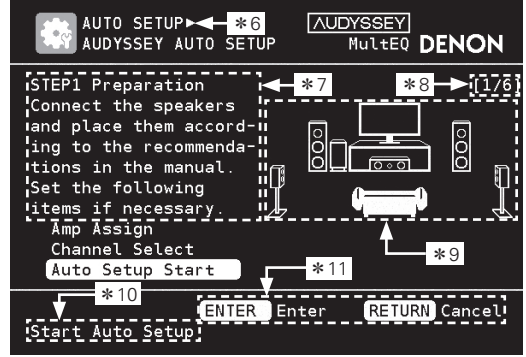 AUTO SETUP ＊6
AUDYSSEY AUTO SETUP
AUDYSSEY
MultEQ DENON
STEP1 Preparation
Connect the speakers
and place them accord-
ing to the recommenda-
tions in the manual.
Set the following
items if necessary.
＊7
＊8
[1/6]
Amp Assign
Channel Select
Auto Setup Start
＊9
＊11
＊10
ENTER Enter RETURN Cancel
Start Auto Setup